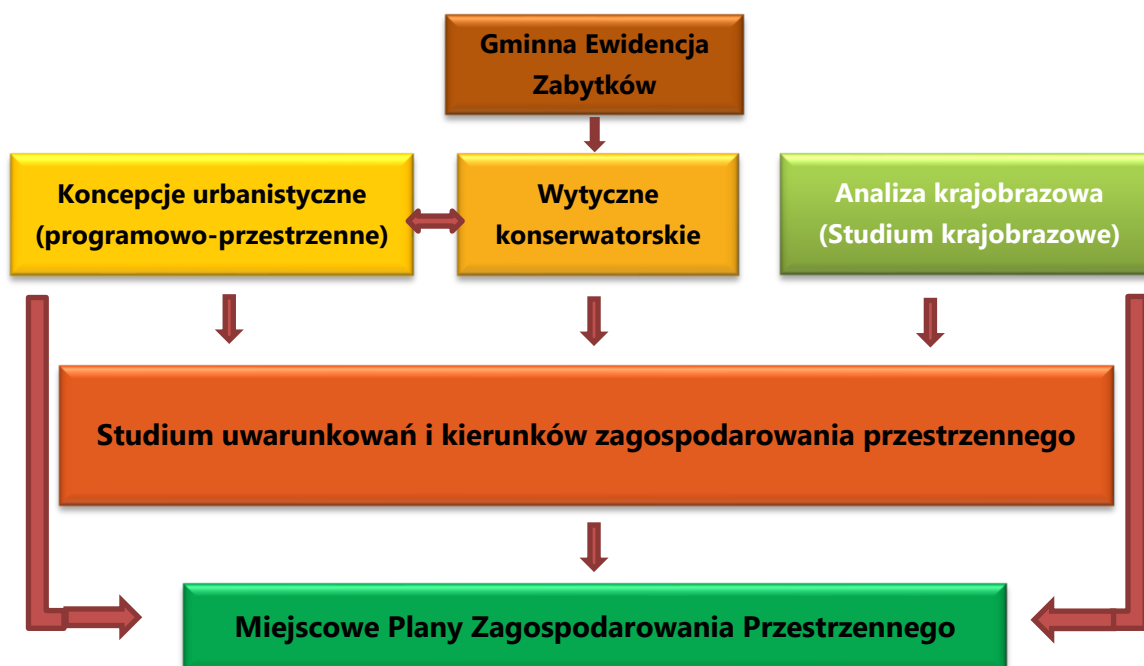 Gminna Ewidencja
Zabytków
Koncepcje urbanistyczne
(programowo-przestrzenne)
Wytyczne
konserwatorskie
Analiza krajobrazowa
(Studium krajobrazowe)
Studium uwarunkowań i kierunków zagospodarowania przestrzennego
Miejscowe Plany Zagospodarowania Przestrzennego